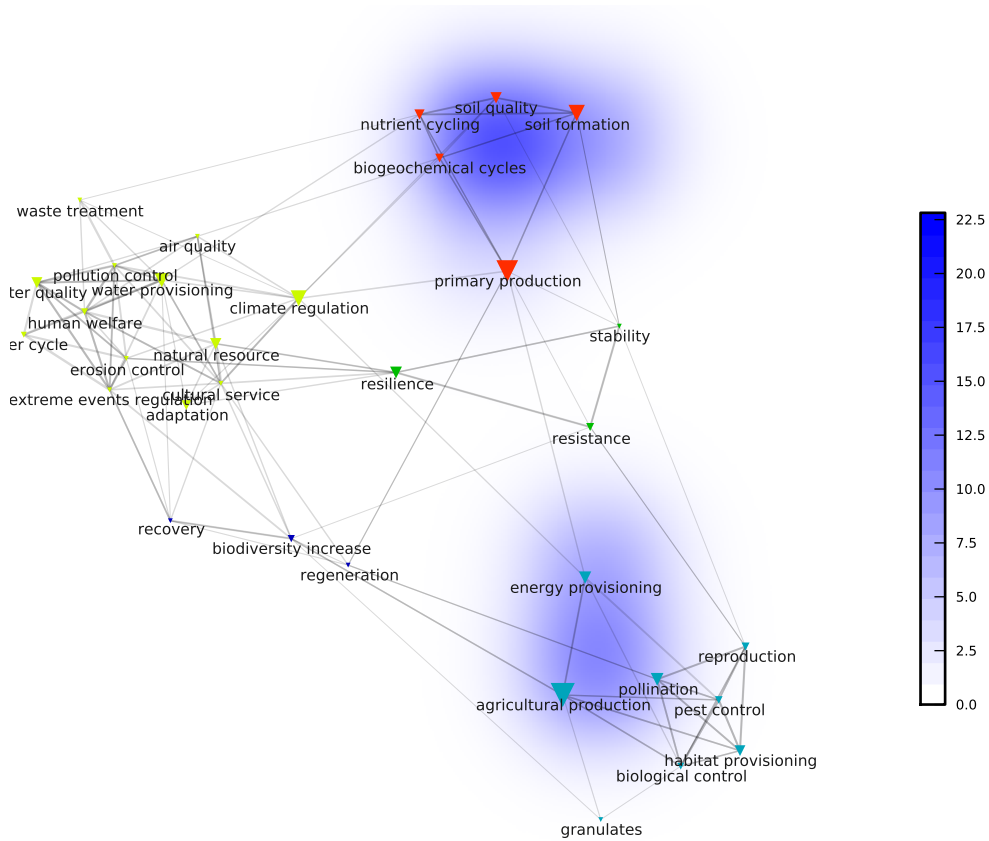 soil quality
nutrient cycling
soil formation
biogeochemical cycles
waste treatment
air quality
pollution control
ter quality
water provisioning
primary production
climate regulation
human welfare
stability
er cycle
natural resource
erosion control
resilience
cultural service
extreme events regulation
adaptation
resistance
recovery
biodiversity increase
regeneration
energy provisioning
reproduction
pollination
agricultural production
pest control
habitat provisioning
biological control
granulates
22.5
20.0
17.5
15.0
12.5
10.0
7.5
5.0
2.5
0.0